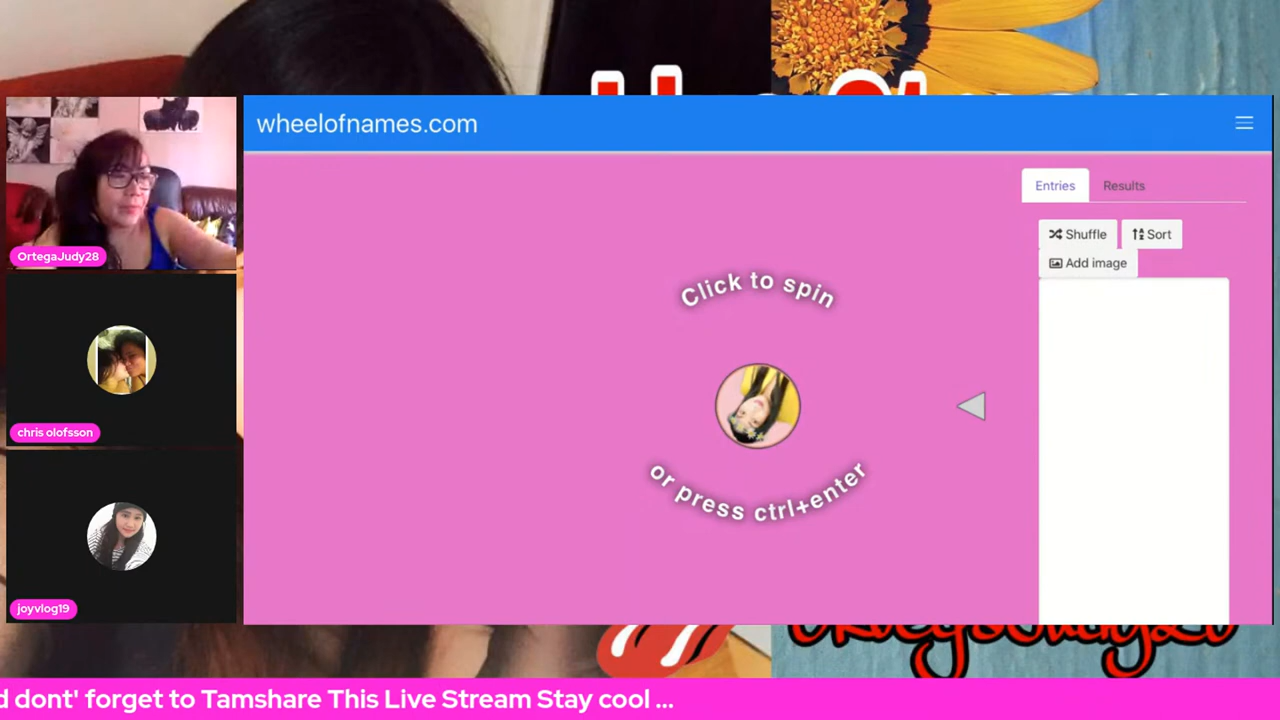 wheelofnames.com
Entries
Results
Shuffle
Sort
Add image
Click to spin
or press ctrl+enter
OrtegaJudy28
chris olofsson
joyvlog19
d dont' forget to Tamshare This Live Stream Stay cool ...